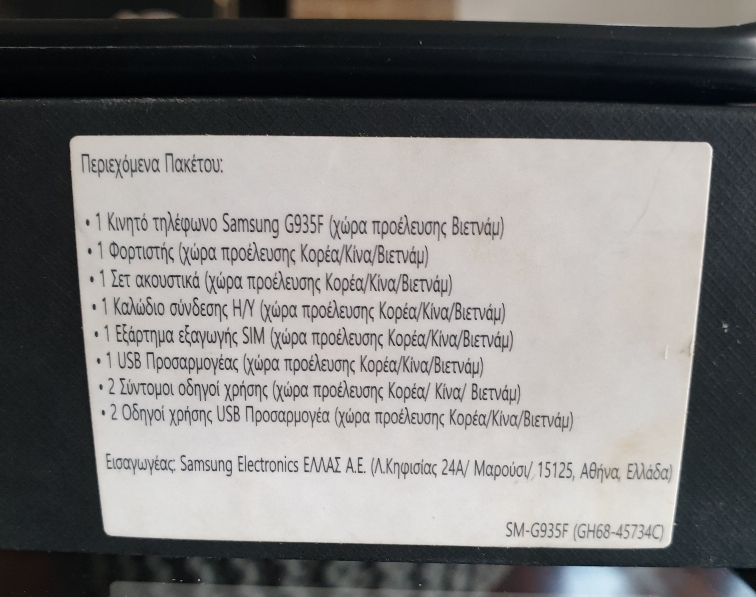 Περιεχόμενα Πακέτου:
• 1 Κινητό τηλέφωνο Samsung G935F (χώρα προέλευσης Βιετνάμ)
• 1 Φορτιστής (χώρα προέλευσης Κορέα/Κίνα/Βιετνάμ)
• 1 Σετ ακουστικά (χώρα προέλευσης Κορέα/Κίνα/Βιετνάμ)
• 1 Καλώδιο σύνδεσης Η/Υ (χώρα προέλευσης Κορέα/Κίνα/Βιετνάμ)
• 1 Εξάρτημα εξαγωγής SIM (χώρα προέλευσης Κορέα/Κίνα/Βιετνάμ)
• 1 USB Προσαρμογέας (χώρα προέλευσης Κορέα/Κίνα/Βιετνάμ)
• 2 Σύντομοι οδηγοί χρήσης (χώρα προέλευσης Κορέα/ Κίνα/ Βιετνάμ)
• 2 Οδηγοί χρήσης USB Προσαρμογέα (χώρα προέλευσης Κορέα/Κίνα/Βιετνάμ)
Εισαγωγέας: Samsung Electronics ΕΛΛΑΣ Α.Ε. (Λ.Κηφισίας 24Α/ Μαρούσι/ 15125, Αθήνα, Ελλάδα)
SM-G935F (GH68-45734C)